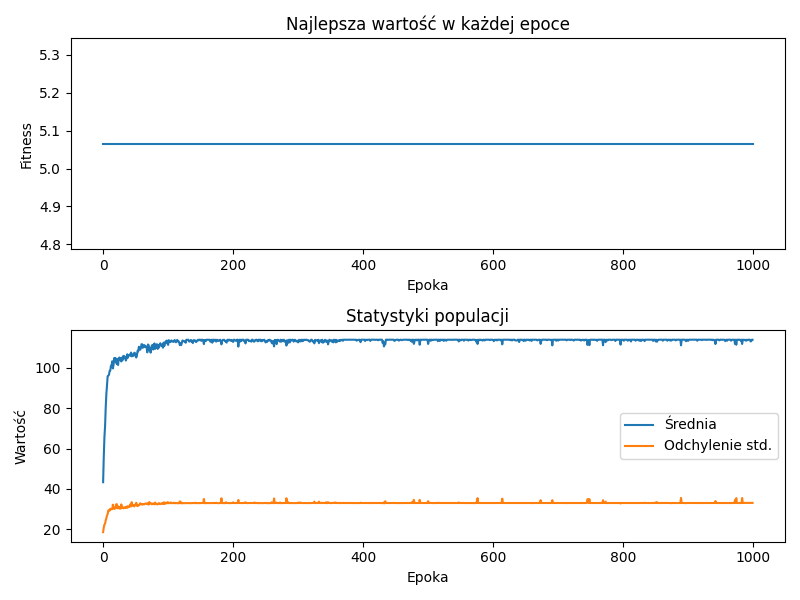 Najlepsza wartość w każdej epoce
5.3
5.2
5.1
5.0
4.9
4.8
Fitness
0 200 400 600 800 1000
Epoka
Statystyki populacji
100
80
60
40
20
Wartość
Średnia
Odchylenie std.
0 200 400 600 800 1000
Epoka